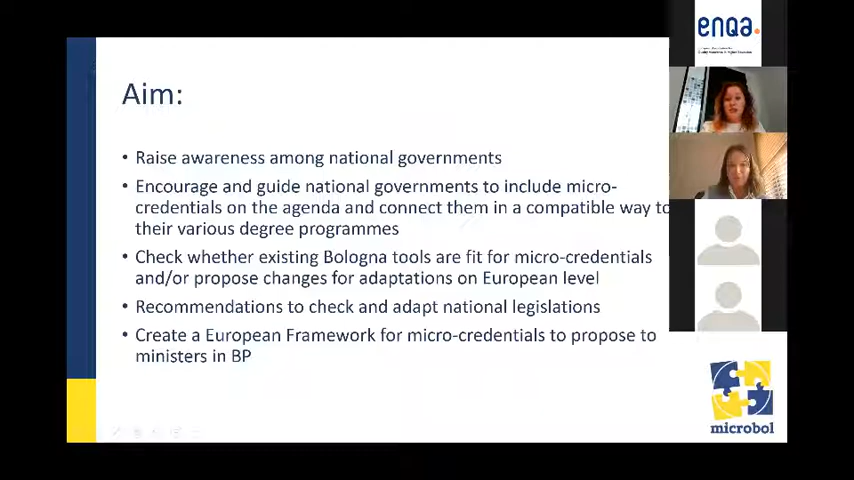 enqa.
Aim:
• Raise awareness among national governments
• Encourage and guide national governments to include micro-
credentials on the agenda and connect them in a compatible way to
their various degree programmes
• Check whether existing Bologna tools are fit for micro-credentials
and/or propose changes for adaptations on European level
• Recommendations to check and adapt national legislations
• Create a European Framework for micro-credentials to propose to
ministers in BP
microbol